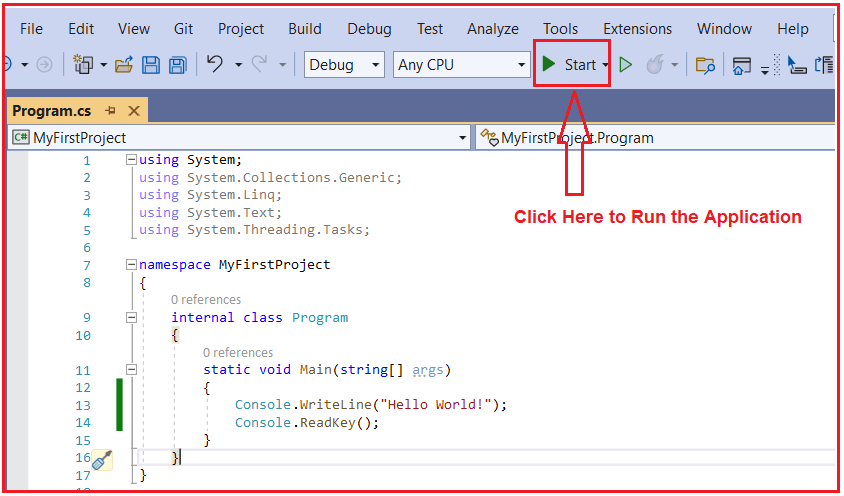 File Edit View Git Project Build Debug Test Analyze Tools Extensions Window Help
Debug Any CPU Start
Program.cs
MyFirstProject MyFirstProject.Program
1 using System;
2 using System.Collections.Generic;
3 using System.Linq;
4 using System.Text;
Click Here to Run the Application
5 using System.Threading.Tasks;
6
7 namespace MyFirstProject
8 {
0 references
9 internal class Program
10 {
0 references
11 static void Main(string[] args)
12 {
13 Console.WriteLine("Hello World!");
14 Console.ReadKey();
15 }
16 }
17 }